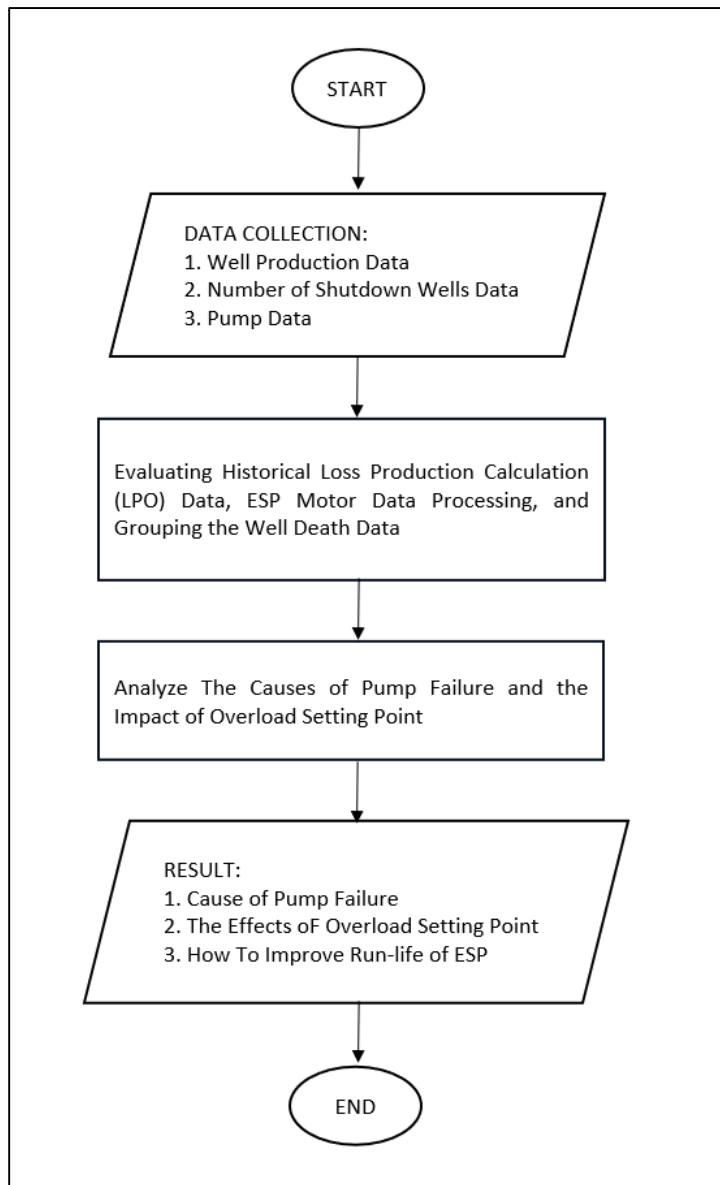 START
DATA COLLECTION:
1. Well Production Data
2. Number of Shutdown Wells Data
3. Pump Data
Evaluating Historical Loss Production Calculation
(LPO) Data, ESP Motor Data Processing, and
Grouping the Well Death Data
Analyze The Causes of Pump Failure and the
Impact of Overload Setting Point
RESULT:
1. Cause of Pump Failure
2. The Effects oF Overload Setting Point
3. How To Improve Run-life of ESP
END